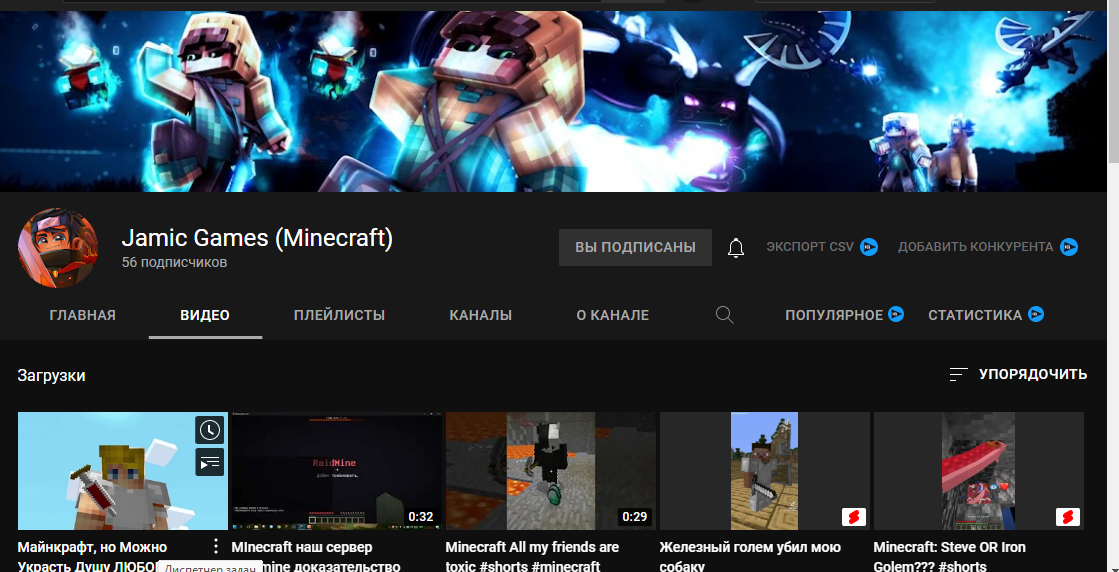 Jamic Games (Minecraft)
56 подписчиков
ВЫ ПОДПИСАНЫ
ЭКСПОРТ CSV
ДОБАВИТЬ КОНКУРЕНТА
ГЛАВНАЯ
ВИДЕО
ПЛЕЙЛИСТЫ
КАНАЛЫ
О КАНАЛЕ
ПОПУЛЯРНОЕ
СТАТИСТИКА
Загрузки
УПОРЯДОЧИТЬ
RaidMine
0:32
0:29
Майнкрафт, но Можно
Украсть Душу ЛЮБО
MInecraft наш сервер
mine доказательство
Minecraft All my friends are
toxic #shorts #minecraft
Железный голем убил мою
собаку
Minecraft: Steve OR Iron
Golem??? #shorts
Диспетчер задач